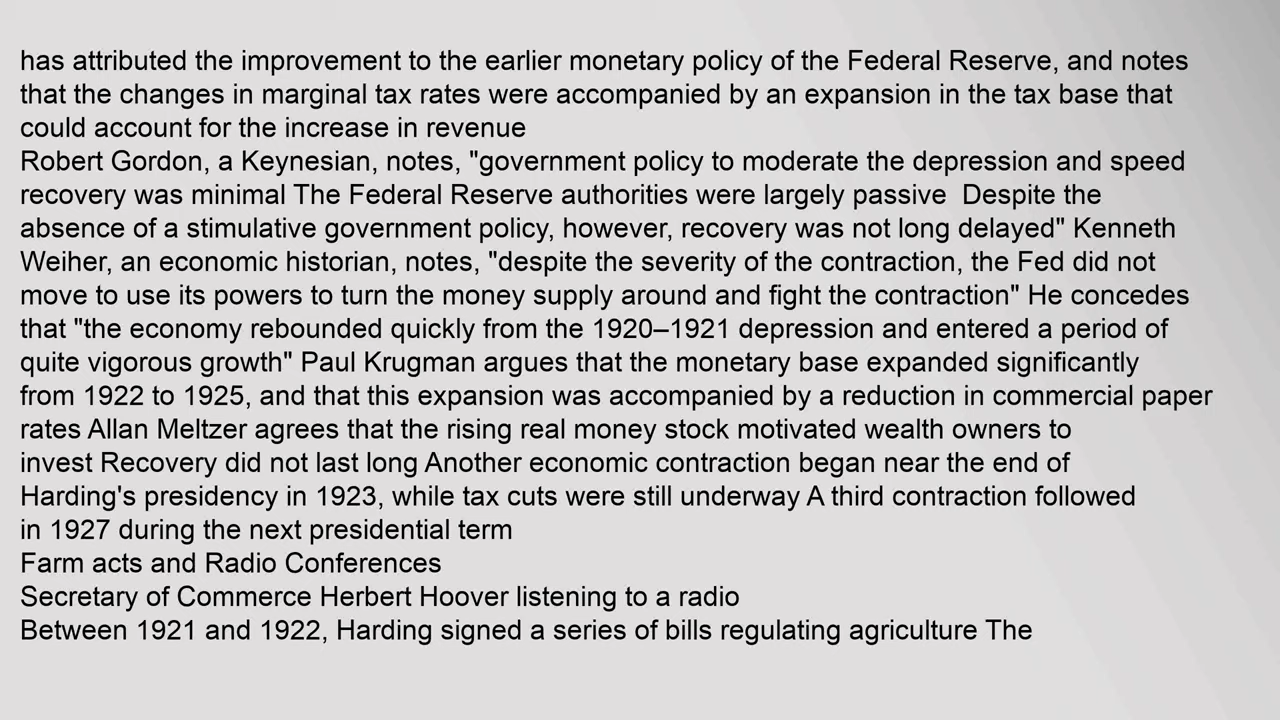 has attributed the improvement to the earlier monetary policy of the Federal Reserve, and notes
that the changes in marginal tax rates were accompanied by an expansion in the tax base that
could account for the increase in revenue
Robert Gordon, a Keynesian, notes, "government policy to moderate the depression and speed
recovery was minimal The Federal Reserve authorities were largely passive  Despite the
absence of a stimulative government policy, however, recovery was not long delayed" Kenneth
Weiher, an economic historian, notes, "despite the severity of the contraction, the Fed did not
move to use its powers to turn the money supply around and fight the contraction" He concedes
that "the economy rebounded quickly from the 1920–1921 depression and entered a period of
quite vigorous growth" Paul Krugman argues that the monetary base expanded significantly
from 1922 to 1925, and that this expansion was accompanied by a reduction in commercial paper
rates Allan Meltzer agrees that the rising real money stock motivated wealth owners to
invest Recovery did not last long Another economic contraction began near the end of
Harding's presidency in 1923, while tax cuts were still underway A third contraction followed
in 1927 during the next presidential term
Farm acts and Radio Conferences
Secretary of Commerce Herbert Hoover listening to a radio
Between 1921 and 1922, Harding signed a series of bills regulating agriculture The